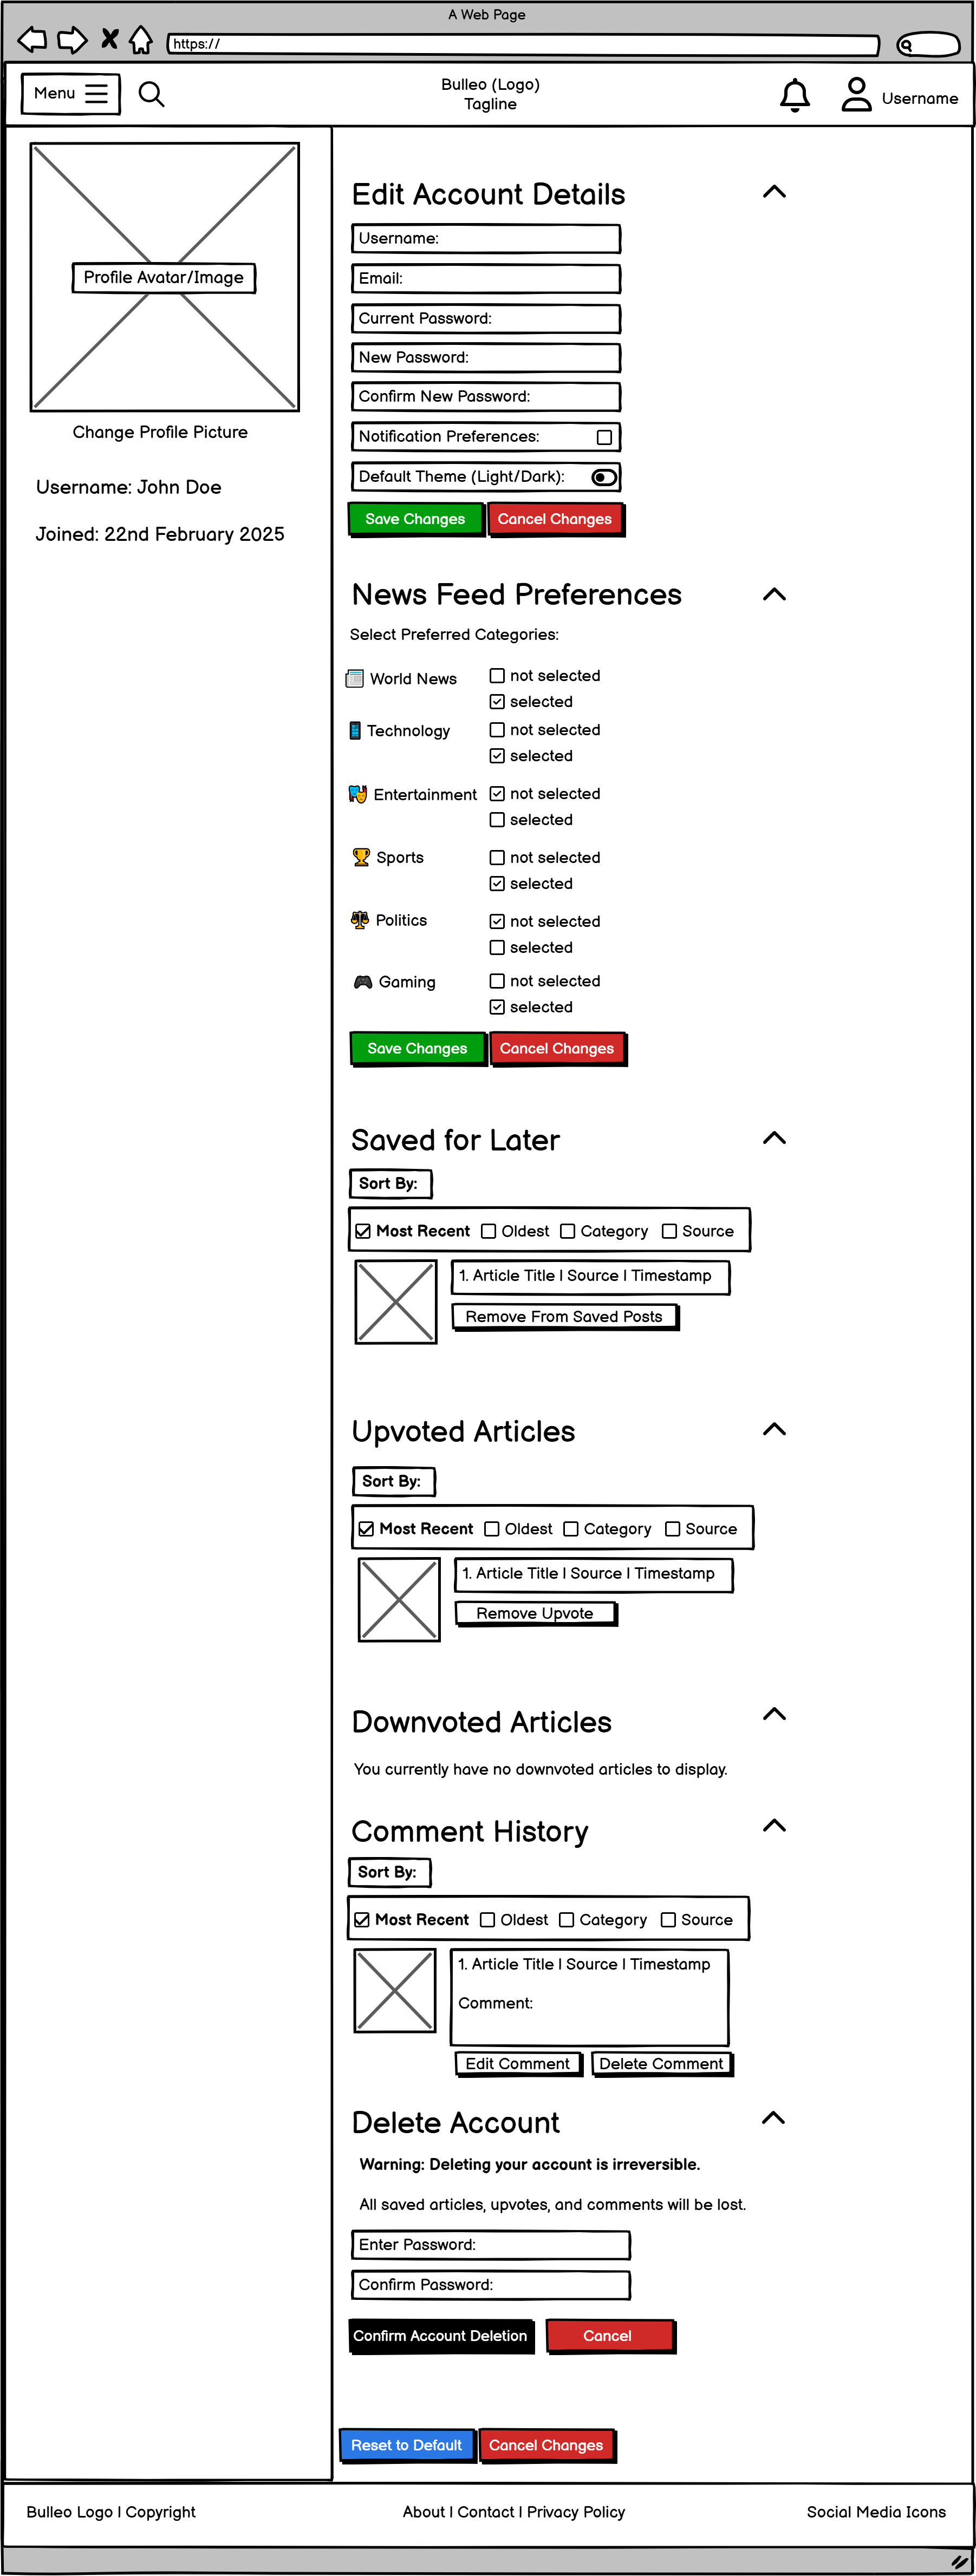 A Web Page
https://
Menu
Bulleo (Logo)
Tagline
Username
Profile Avatar/Image
Change Profile Picture
Username: John Doe
Joined: 22nd February 2025
Edit Account Details
Username:
Email:
Current Password:
New Password:
Confirm New Password:
Notification Preferences:
Default Theme (Light/Dark):
Save Changes Cancel Changes
News Feed Preferences
Select Preferred Categories:
World News
not selected
selected
Technology
not selected
selected
Entertainment
not selected
selected
Sports
not selected
selected
Politics
not selected
selected
Gaming
not selected
selected
Save Changes Cancel Changes
Saved for Later
Sort By:
Most Recent Oldest Category Source
1. Article Title | Source | Timestamp
Remove From Saved Posts
Upvoted Articles
Sort By:
Most Recent Oldest Category Source
1. Article Title | Source | Timestamp
Remove Upvote
Downvoted Articles
You currently have no downvoted articles to display.
Comment History
Sort By:
Most Recent Oldest Category Source
1. Article Title | Source | Timestamp
Comment:
Edit Comment Delete Comment
Delete Account
Warning: Deleting your account is irreversible.
All saved articles, upvotes, and comments will be lost.
Enter Password:
Confirm Password:
Confirm Account Deletion Cancel
Reset to Default Cancel Changes
Bulleo Logo | Copyright About | Contact | Privacy Policy Social Media Icons